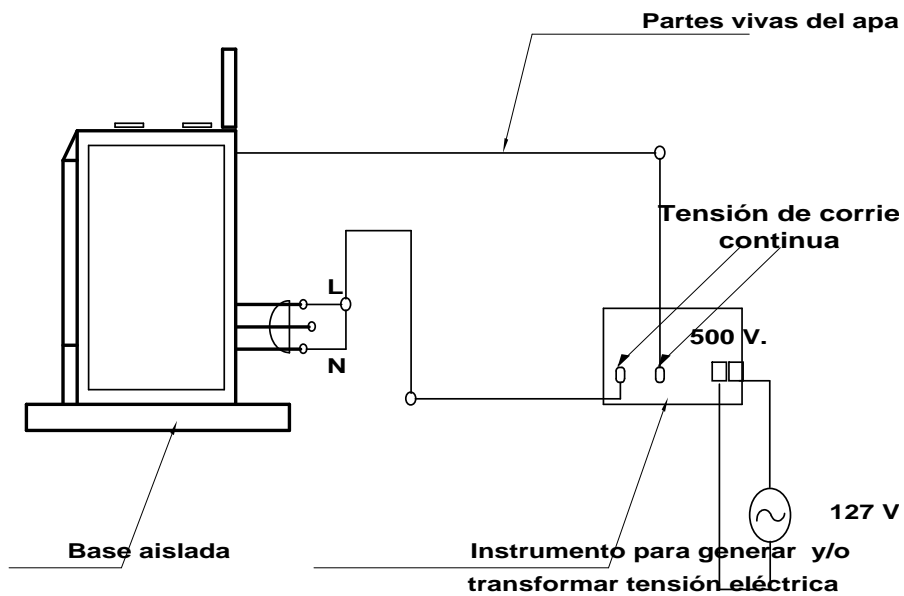 Partes vivas del apa
Tensión de corrie
continua
L
500 V.
N
127 V
Base aislada
Instrumento para generar y/o
transformar tensión eléctrica